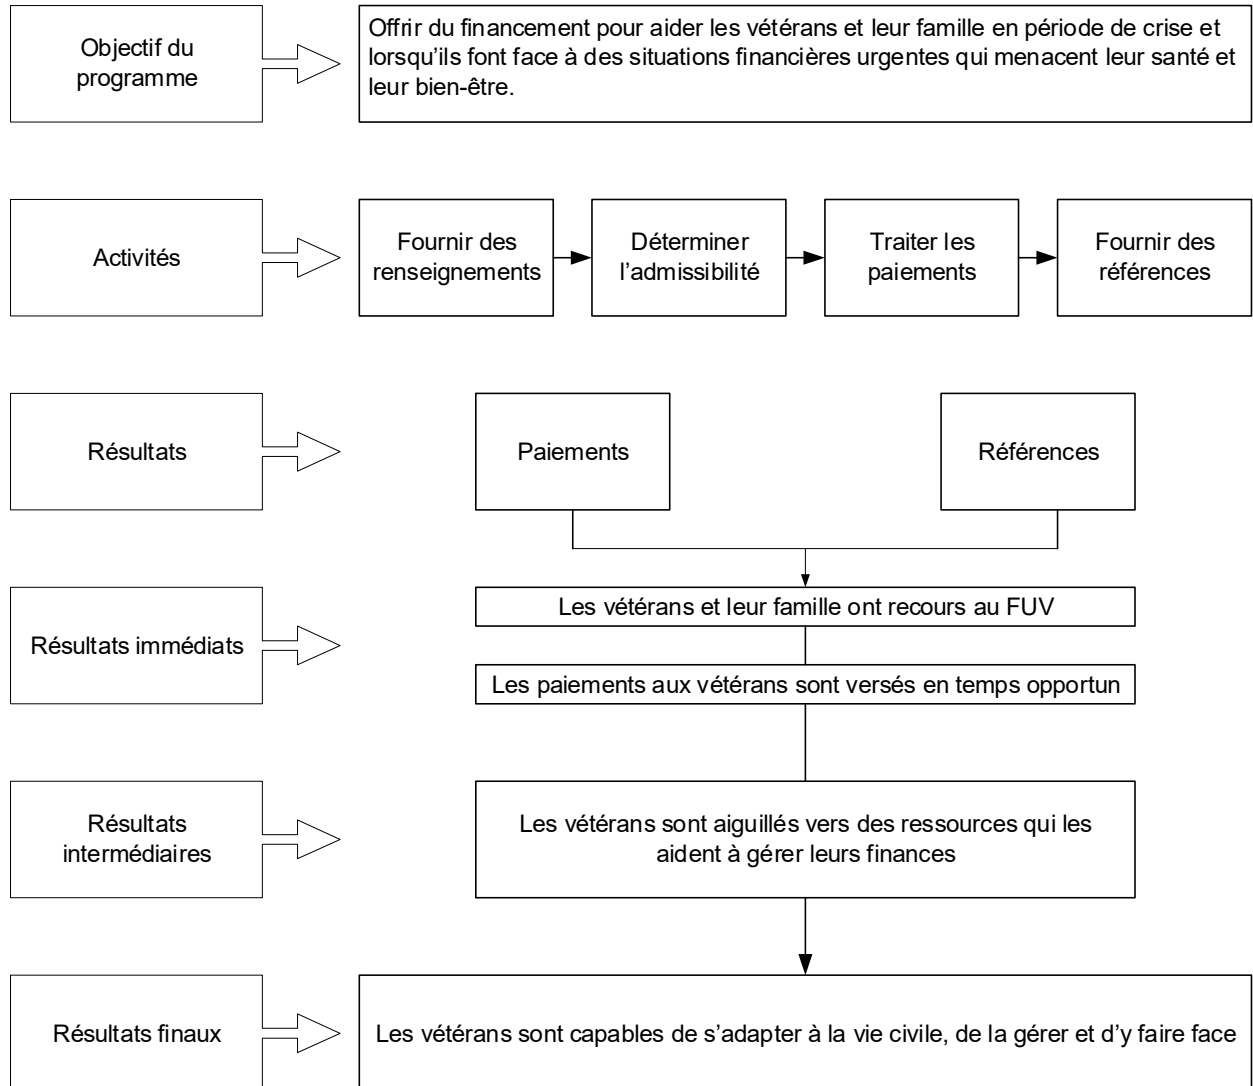 Objectif du
programme
Offrir du financement pour aider les vétérans et leur famille en période de crise et
lorsqu'ils font face à des situations financières urgentes qui menacent leur santé et
leur bien-être.
Activités
Fournir des
renseignements
Déterminer
l'admissibilité
Traiter les
paiements
Fournir des
références
Résultats
Paiements
Références
Résultats immédiats
Les vétérans et leur famille ont recours au FUV
Les paiements aux vétérans sont versés en temps opportun
Résultats
intermédiaires
Les vétérans sont aiguillés vers des ressources qui les
aident à gérer leurs finances
Résultats finaux
Les vétérans sont capables de s'adapter à la vie civile, de la gérer et d'y faire face